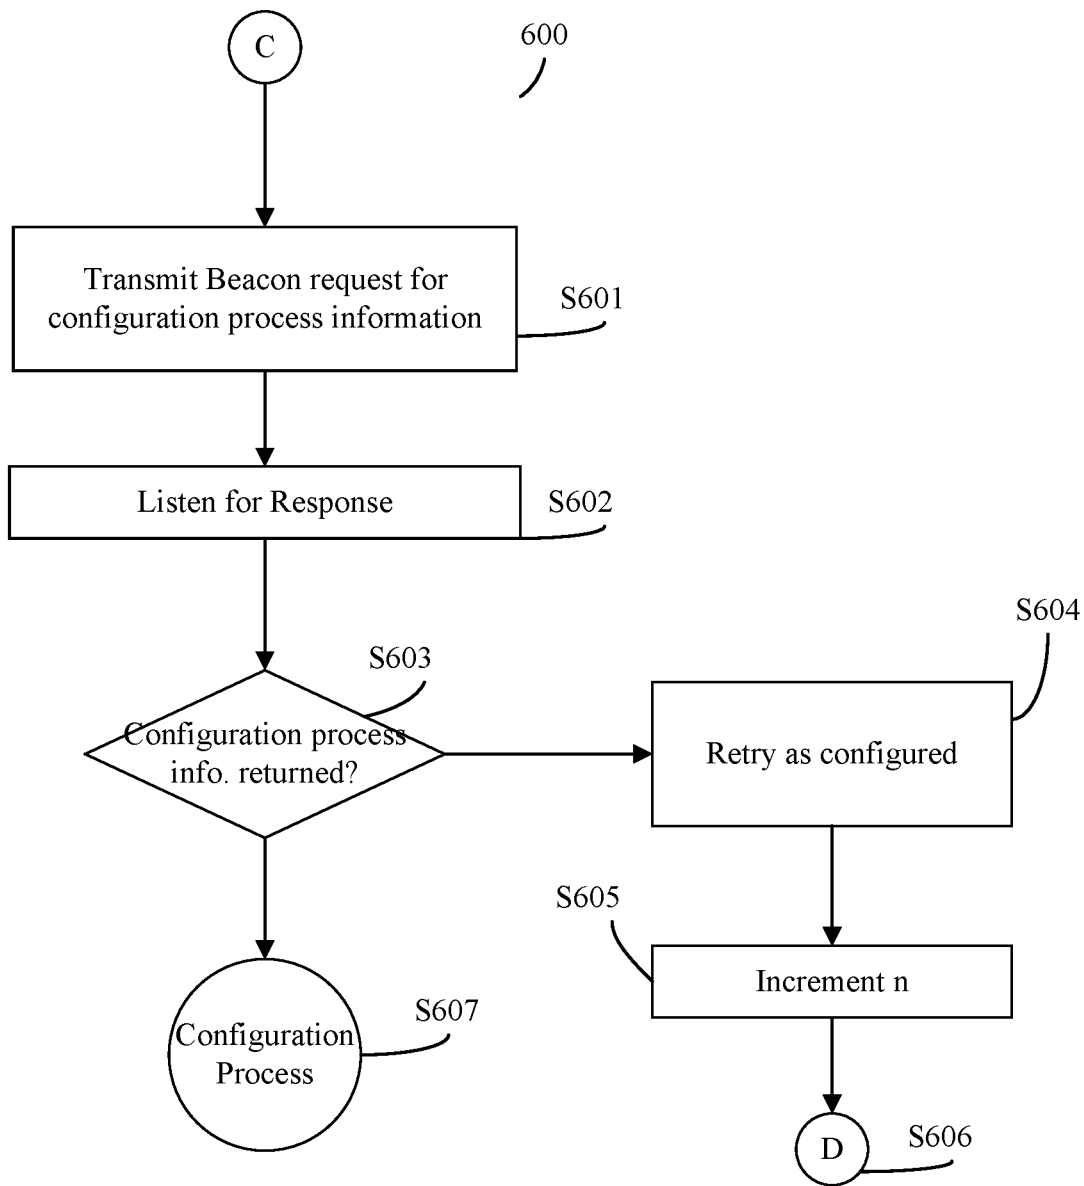 C
600
Transmit Beacon request for
configuration process information
S601
Listen for Response
S602
S603
Configuration process
info. returned?
S604
Retry as configured
S605
Increment n
S607
Configuration
Process
D
S606